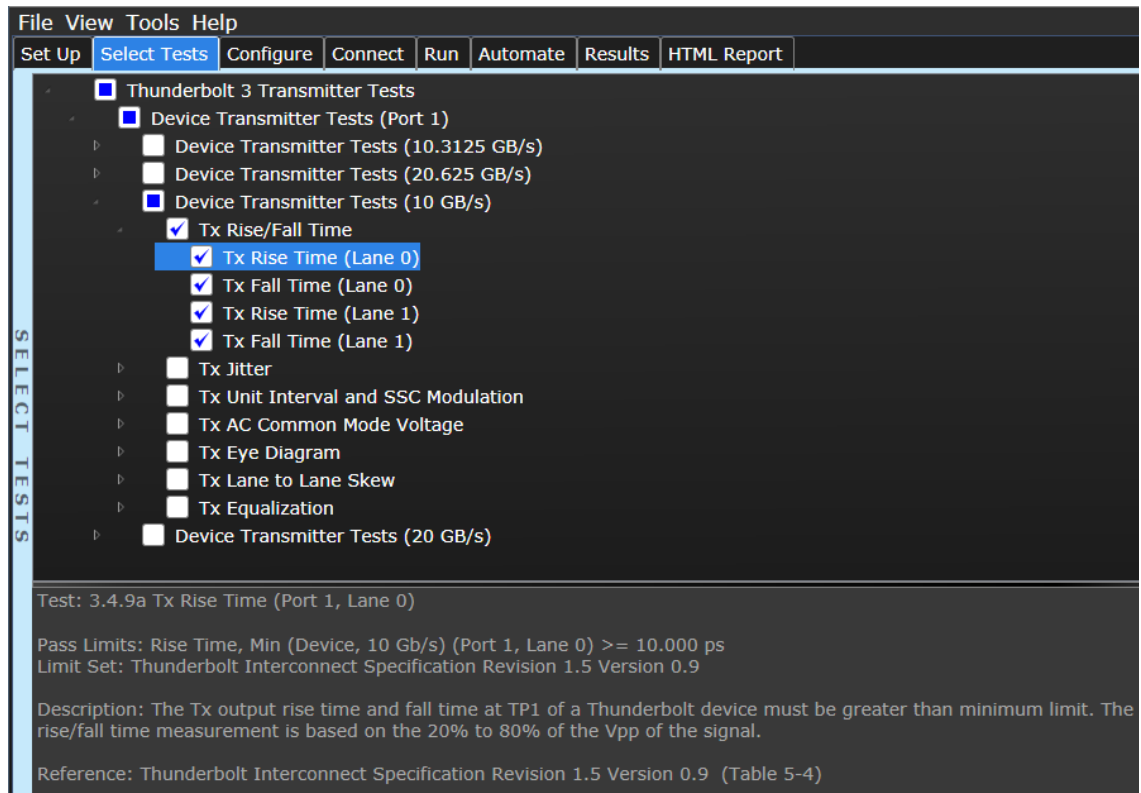 File View Tools Help
Set Up Select Tests Configure Connect Run Automate Results HTML Report
Thunderbolt 3 Transmitter Tests
Device Transmitter Tests (Port 1)
Device Transmitter Tests (10.3125 GB/s)
Device Transmitter Tests (20.625 GB/s)
Device Transmitter Tests (10 GB/s)
Tx Rise/Fall Time
Tx Rise Time (Lane 0)
Tx Fall Time (Lane 0)
Tx Rise Time (Lane 1)
Tx Fall Time (Lane 1)
Tx Jitter
Tx Unit Interval and SSC Modulation
Tx AC Common Mode Voltage
Tx Eye Diagram
Tx Lane to Lane Skew
Tx Equalization
Device Transmitter Tests (20 GB/s)
SELECT TESTS
Test: 3.4.9a Tx Rise Time (Port 1, Lane 0)
Pass Limits: Rise Time, Min (Device, 10 Gb/s) (Port 1, Lane 0) >= 10.000 ps
Limit Set: Thunderbolt Interconnect Specification Revision 1.5 Version 0.9
Description: The Tx output rise time and fall time at TP1 of a Thunderbolt device must be greater than minimum limit. The
rise/fall time measurement is based on the 20% to 80% of the Vpp of the signal.
Reference: Thunderbolt Interconnect Specification Revision 1.5 Version 0.9 (Table 5-4)